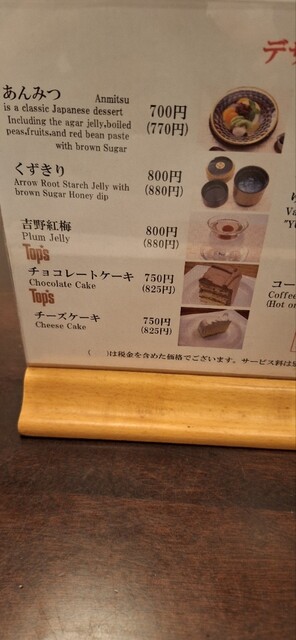 デ
あんみつ Anmitsu 700円
is a classic Japanese dessert (770円)
Including the agar jelly,boiled
peas,fruits,and red bean paste
with brown Sugar
くずきり 800円
Arrow Root Starch Jelly with (880円)
brown Sugar Honey dip
吉野紅梅 800円
Plum Jelly (880円)
Top's
チョコレートケーキ 750円
Chocolate Cake (825円)
Top's
チーズケーキ 750円
Cheese Cake (825円)
コー
Coffee
(Hot o
( )は税金を含めた価格でございます。サービス料は